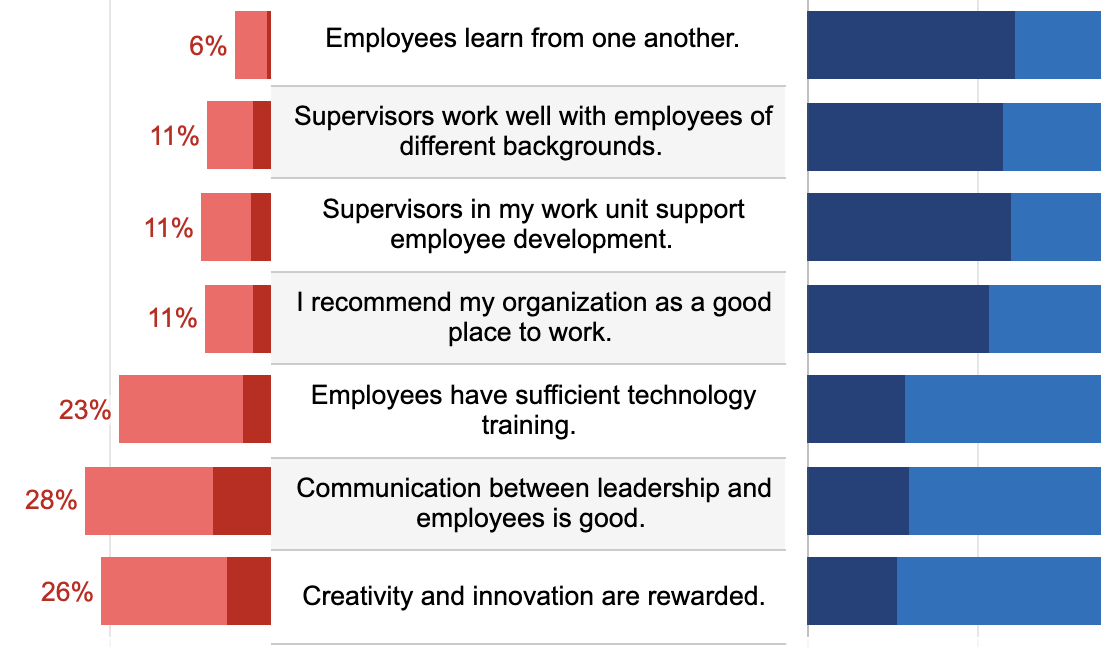 6%
Employees learn from one another.
11%
Supervisors work well with employees of
different backgrounds.
11%
Supervisors in my work unit support
employee development.
11%
I recommend my organization as a good
place to work.
23%
Employees have sufficient technology
training.
28%
Communication between leadership and
employees is good.
26%
Creativity and innovation are rewarded.